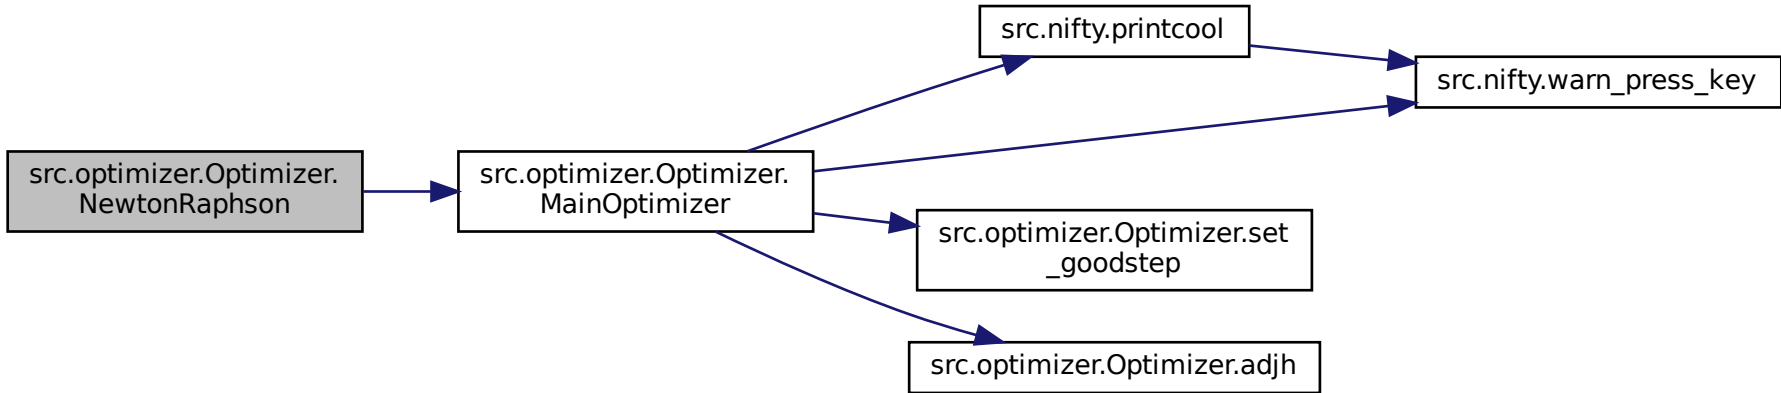 src.nifty.printcool
src.nifty.warn_press_key
src.optimizer.Optimizer.
NewtonRaphson
src.optimizer.Optimizer.
MainOptimizer
src.optimizer.Optimizer.set
_goodstep
src.optimizer.Optimizer.adjh